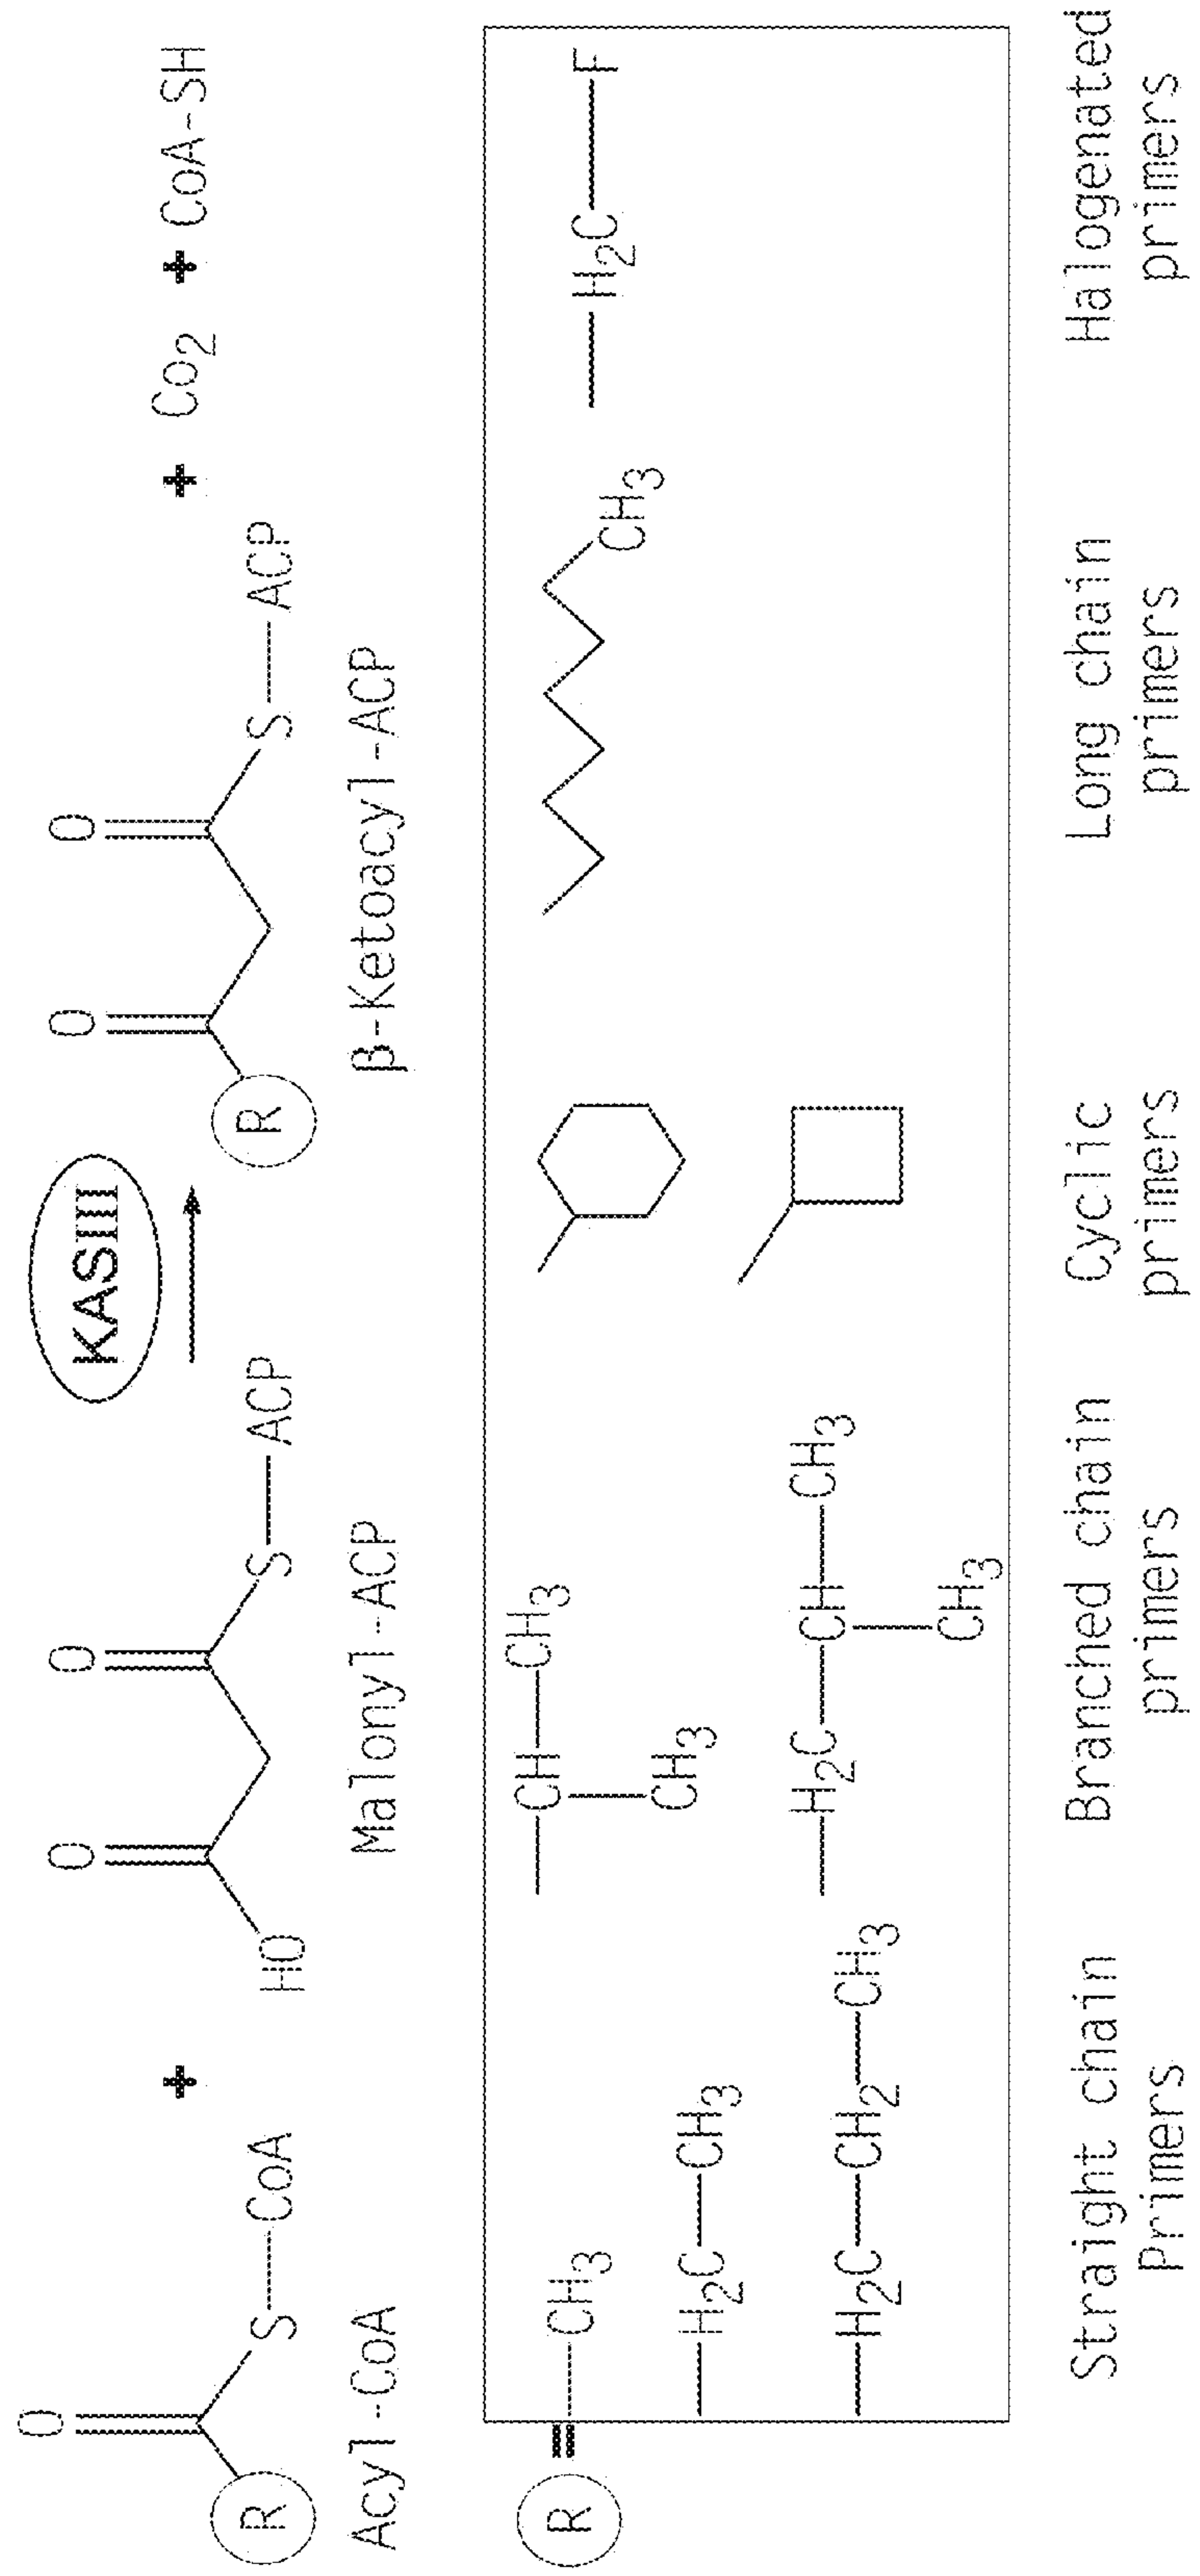 KASIII
O
O
O
O
O
R
S—CoA
+
HO
S—ACP
R
S—ACP
+ Co2 + CoA-SH
Acyl-CoA
Malonyl-ACP
β-Ketoacyl-ACP
R =
—CH3
—H2C—CH3
—H2C—CH2—CH3
—CH—CH3
CH3
—H2C—CH—CH3
CH3
CH3
—H2C—F
Straight chain
Primers
Branched chain
primers
Cyclic
primers
Long chain
primers
Halogenated
primers